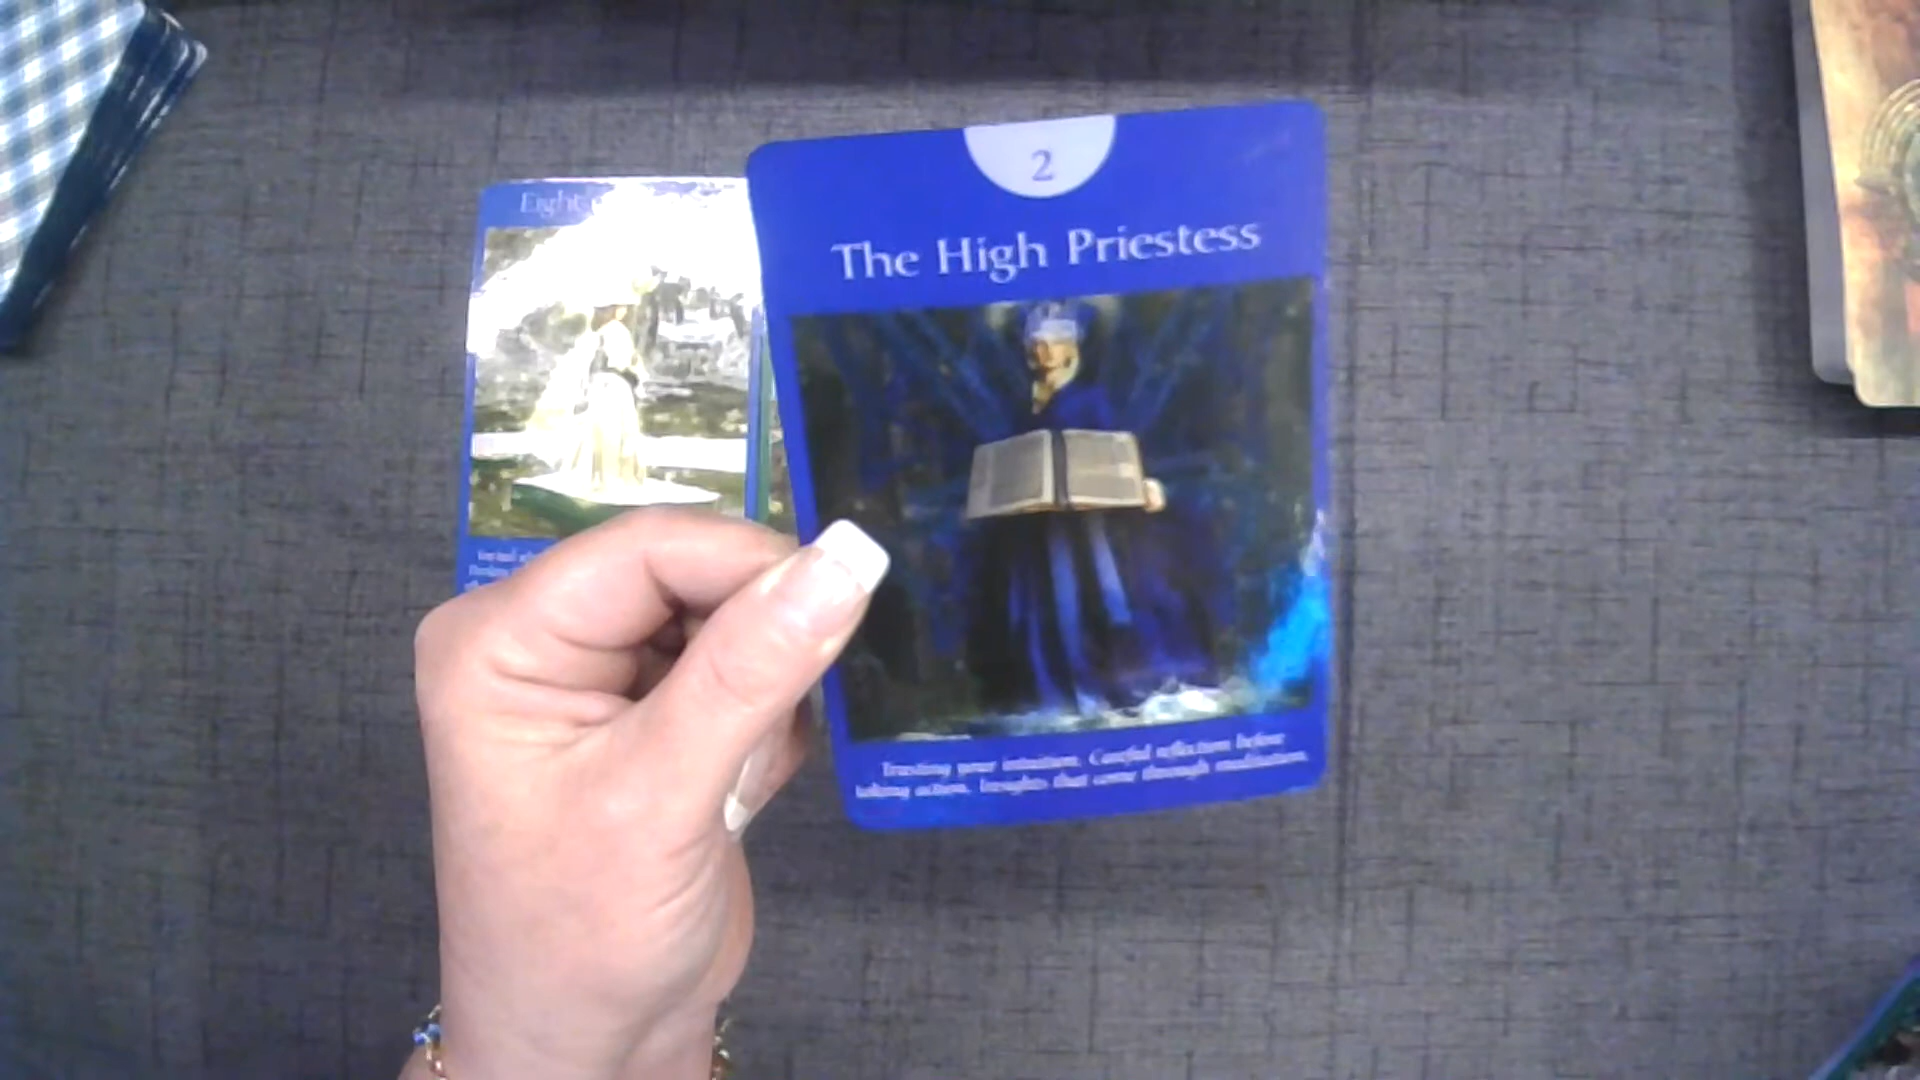 Eight
2
The High Priestess
Trusting your intuition. Careful reflection before
taking action. Insights that come through meditation.